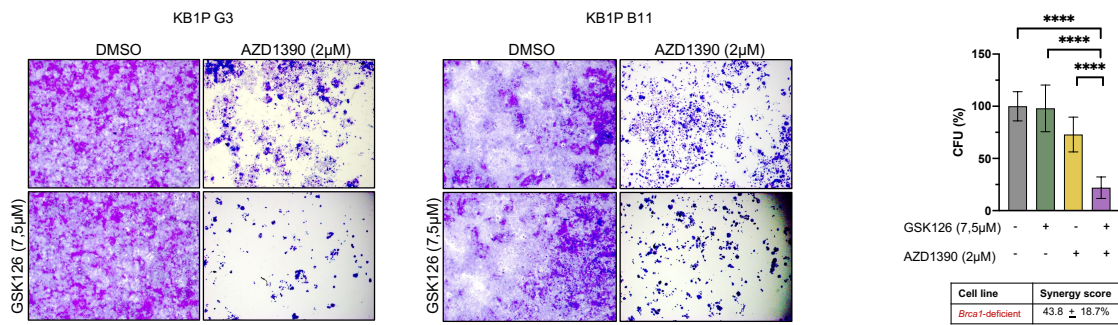 KB1P G3
DMSO AZD1390 (2µM)
GSK126 (7,5µM)
KB1P B11
DMSO AZD1390 (2µM)
GSK126 (7,5µM)
****
****
****
150
100
50
0
CFU (%)
GSK126 (7,5µM) - + - +
AZD1390 (2µM) - - + +
Cell line Synergy score
Brca1-deficient 43.8 ± 18.7%